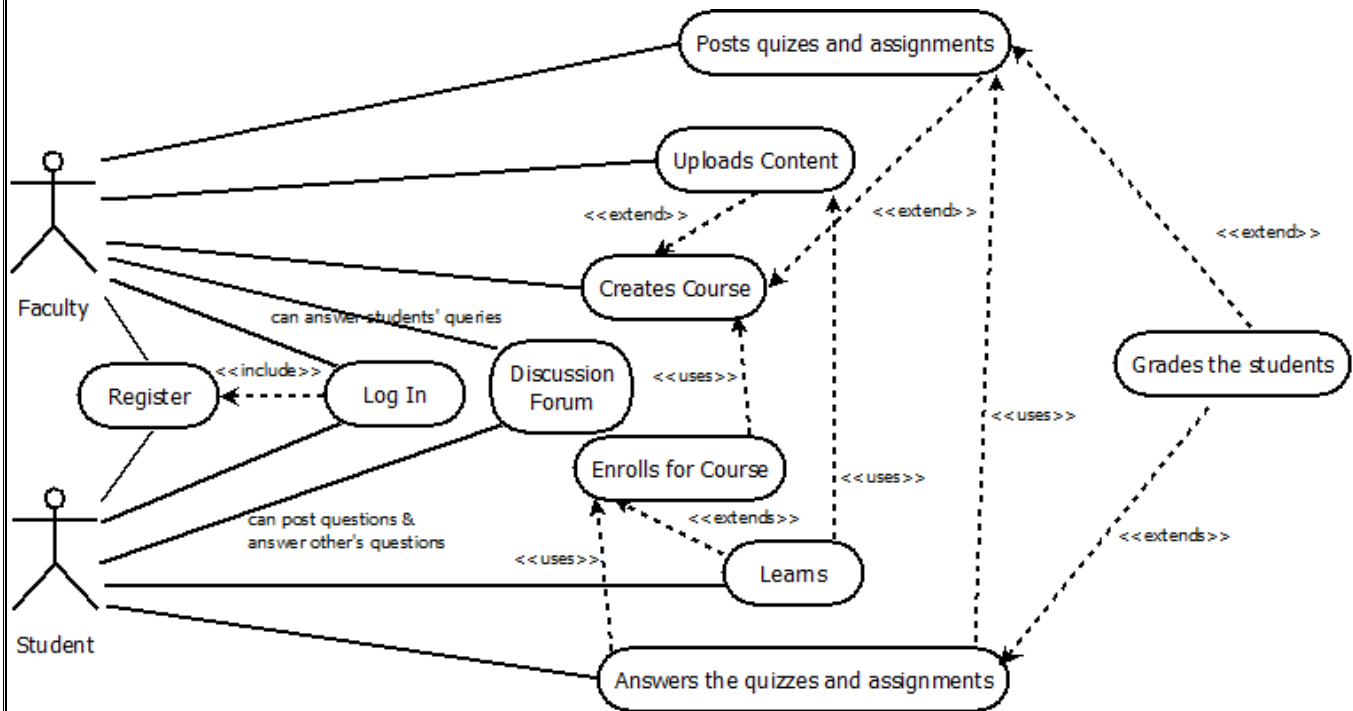 Posts quizes and assignments
Uploads Content
<<extend>>
<<extend>>
<<extend>>
Creates Course
Faculty
can answer students' queries
<<include>>
Register
Log In
Discussion
Forum
<<uses>>
Grades the students
<<uses>>
Enrolls for Course
<<uses>>
can post questions &
answer other's questions
<<extends>>
<<extends>>
<<uses>>
Learns
Student
Answers the quizzes and assignments